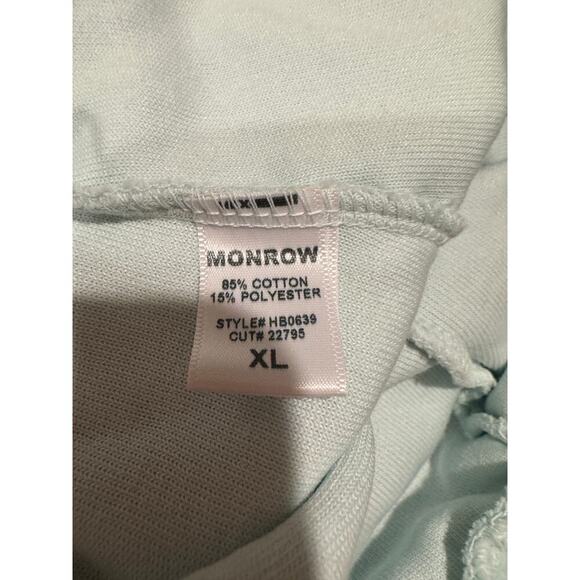 MONROW
85% COTTON
15% POLYESTER
STYLE# HB0639
CUT# 22795
XL